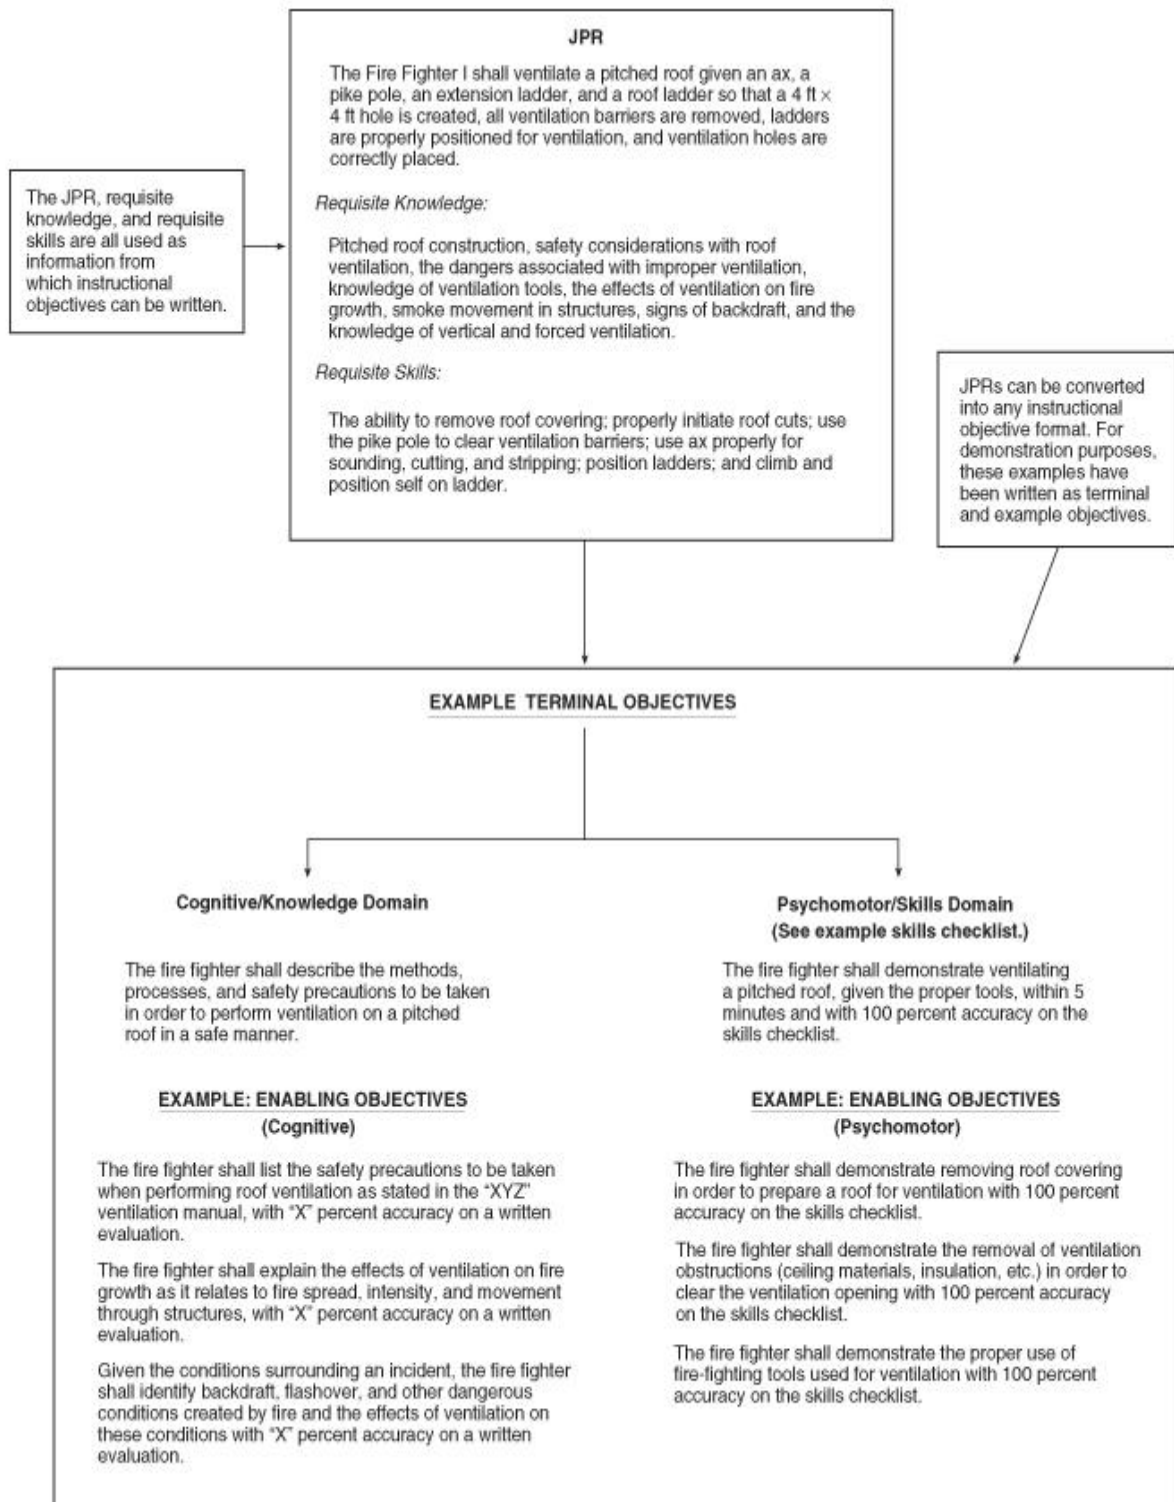 JPR
The Fire Fighter I shall ventilate a pitched roof given an ax, a
pike pole, an extension ladder, and a roof ladder so that a 4 ft ×
4 ft hole is created, all ventilation barriers are removed, ladders
are properly positioned for ventilation, and ventilation holes are
correctly placed.
The JPR, requisite
knowledge, and requisite
skills are all used as
information from
which instructional
objectives can be written.
Requisite Knowledge:
Pitched roof construction, safety considerations with roof
ventilation, the dangers associated with improper ventilation,
knowledge of ventilation tools, the effects of ventilation on fire
growth, smoke movement in structures, signs of backdraft, and the
knowledge of vertical and forced ventilation.
Requisite Skills:
The ability to remove roof covering; properly initiate roof cuts; use
the pike pole to clear ventilation barriers; use ax properly for
sounding, cutting, and stripping; position ladders; and climb and
position self on ladder.
JPRs can be converted
into any instructional
objective format. For
demonstration purposes,
these examples have
been written as terminal
and example objectives.
EXAMPLE TERMINAL OBJECTIVES
Cognitive/Knowledge Domain
The fire fighter shall describe the methods,
processes, and safety precautions to be taken
in order to perform ventilation on a pitched
roof in a safe manner.
EXAMPLE: ENABLING OBJECTIVES
(Cognitive)
The fire fighter shall list the safety precautions to be taken
when performing roof ventilation as stated in the “XYZ”
ventilation manual, with “X” percent accuracy on a written
evaluation.
The fire fighter shall explain the effects of ventilation on fire
growth as it relates to fire spread, intensity, and movement
through structures, with “X” percent accuracy on a written
evaluation.
Given the conditions surrounding an incident, the fire fighter
shall identify backdraft, flashover, and other dangerous
conditions created by fire and the effects of ventilation on
these conditions with “X” percent accuracy on a written
evaluation.
Psychomotor/Skills Domain
(See example skills checklist.)
The fire fighter shall demonstrate ventilating
a pitched roof, given the proper tools, within 5
minutes and with 100 percent accuracy on the
skills checklist.
EXAMPLE: ENABLING OBJECTIVES
(Psychomotor)
The fire fighter shall demonstrate removing roof covering
in order to prepare a roof for ventilation with 100 percent
accuracy on the skills checklist.
The fire fighter shall demonstrate the removal of ventilation
obstructions (ceiling materials, insulation, etc.) in order to
clear the ventilation opening with 100 percent accuracy
on the skills checklist.
The fire fighter shall demonstrate the proper use of
fire-fighting tools used for ventilation with 100 percent
accuracy on the skills checklist.